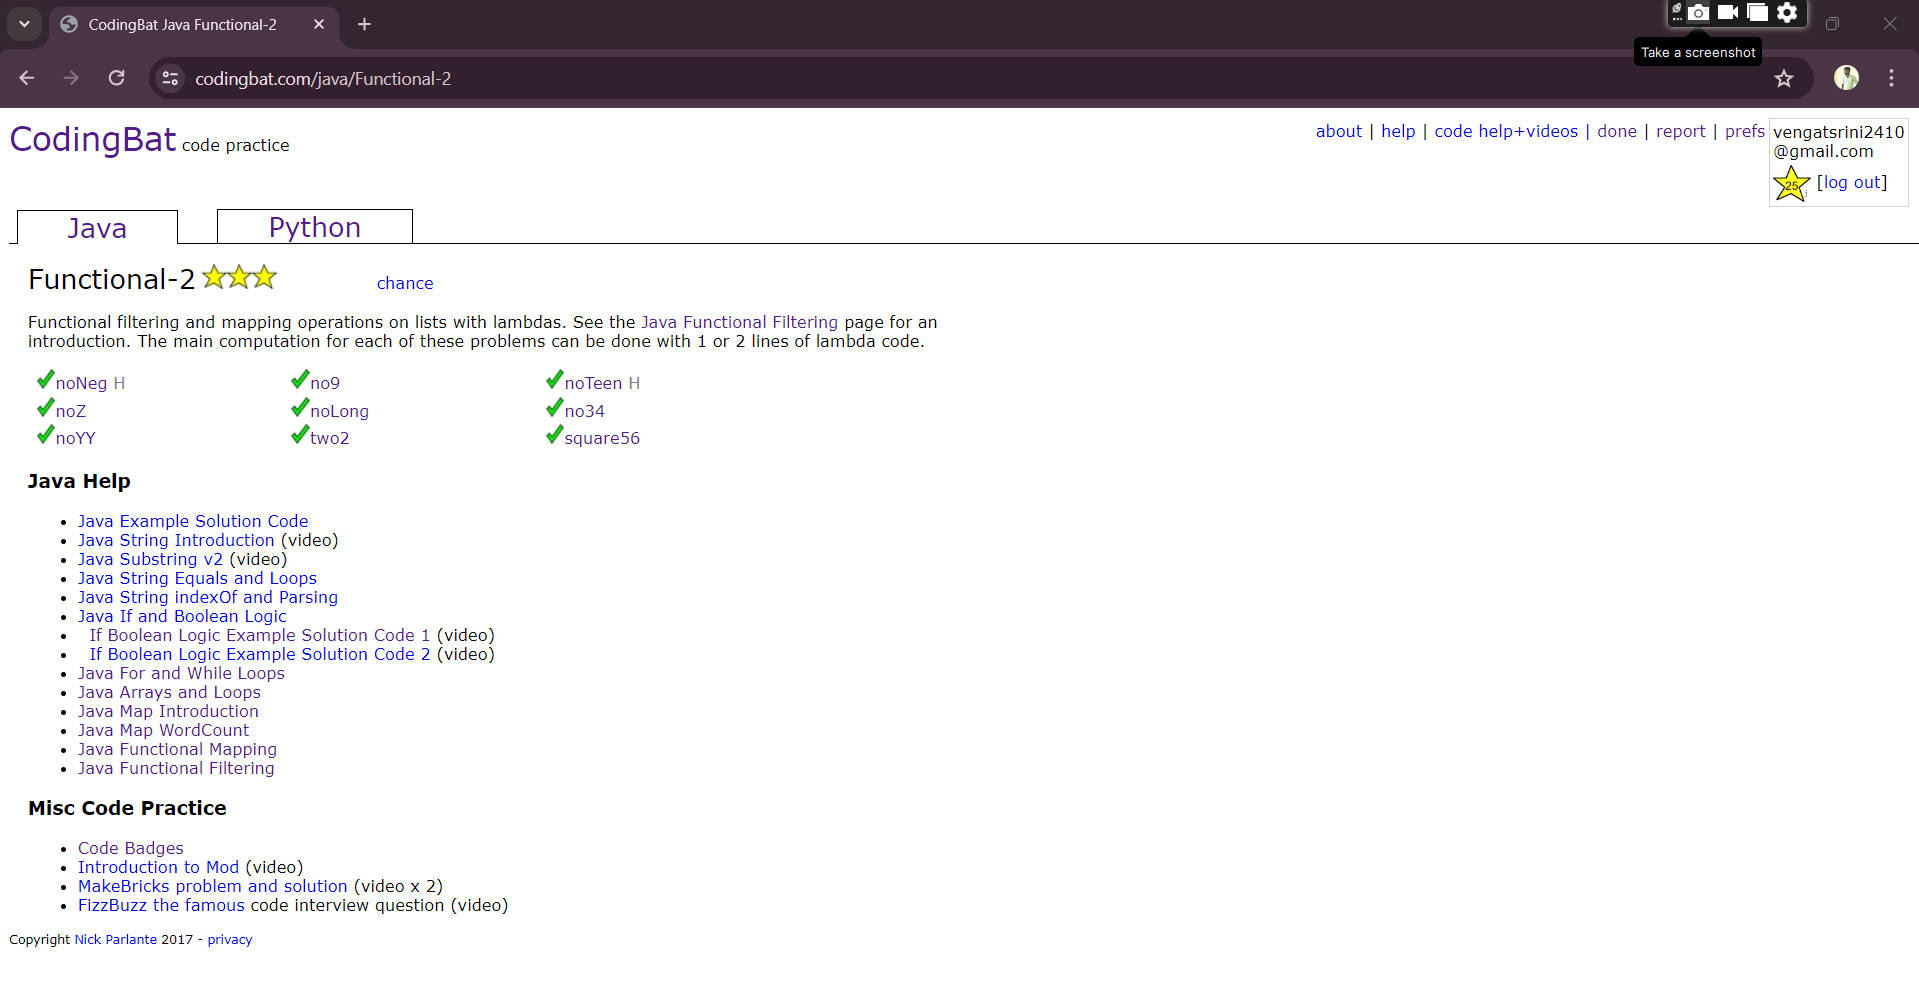 CodingBat Java Functional-2
Take a screenshot
codingbat.com/java/Functional-2
CodingBat code practice
about | help | code help+videos | done | report | prefs
vengatsrini2410
@gmail.com
25 [log out]
Java
Python
Functional-2
chance
Functional filtering and mapping operations on lists with lambdas. See the Java Functional Filtering page for an
introduction. The main computation for each of these problems can be done with 1 or 2 lines of lambda code.
noNeg H no9 noTeen H
noZ noLong no34
noYY two2 square56
Java Help
• Java Example Solution Code
• Java String Introduction (video)
• Java Substring v2 (video)
• Java String Equals and Loops
• Java String indexOf and Parsing
• Java If and Boolean Logic
• If Boolean Logic Example Solution Code 1 (video)
• If Boolean Logic Example Solution Code 2 (video)
• Java For and While Loops
• Java Arrays and Loops
• Java Map Introduction
• Java Map WordCount
• Java Functional Mapping
• Java Functional Filtering
Misc Code Practice
• Code Badges
• Introduction to Mod (video)
• MakeBricks problem and solution (video x 2)
• FizzBuzz the famous code interview question (video)
Copyright Nick Parlante 2017 - privacy